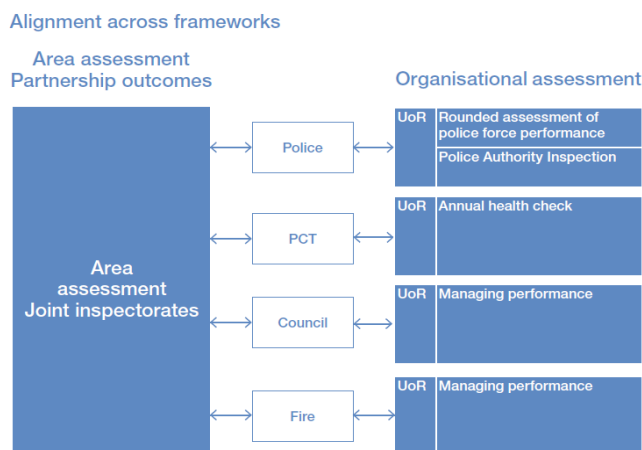 Alignment across frameworks
Area assessment
Partnership outcomes
Organisational assessment
Area
assessment
Joint inspectorates
Police
UoR
Rounded assessment of
police force performance
Police Authority Inspection
PCT
UoR
Annual health check
Council
UoR
Managing performance
Fire
UoR
Managing performance